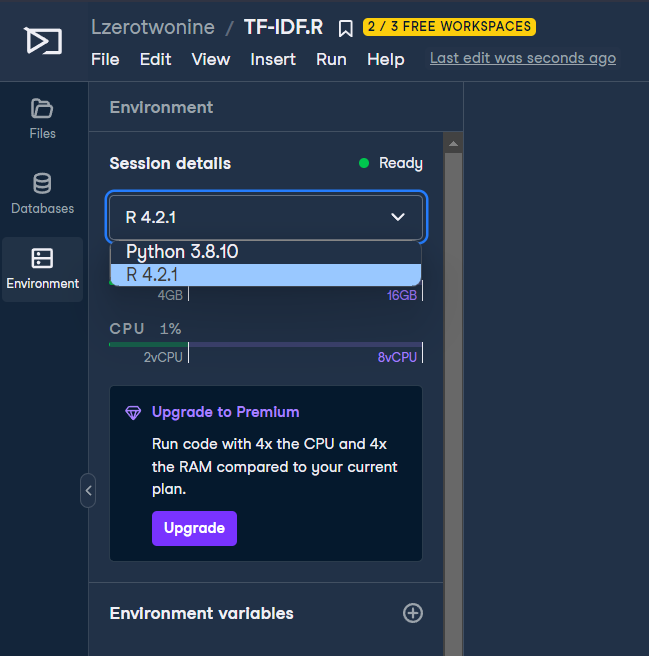 Lzerotwonine / TF-IDF.R 2 / 3 FREE WORKSPACES
File Edit View Insert Run Help Last edit was seconds ago
Files
Databases
Environment
Environment
Session details Ready
R 4.2.1
Python 3.8.10
R 4.2.1
4GB 16GB
CPU 1%
2vCPU 8vCPU
Upgrade to Premium
Run code with 4x the CPU and 4x
the RAM compared to your current
plan.
Upgrade
Environment variables